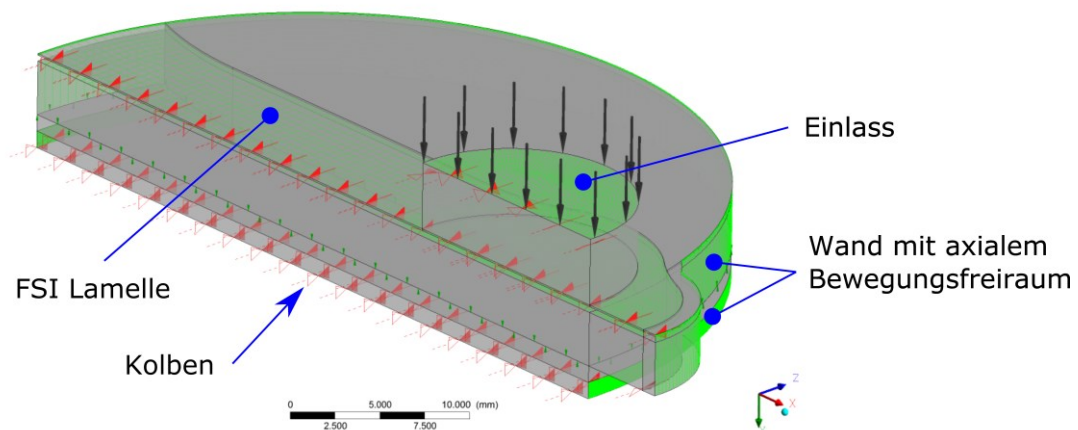 Einlass
Wand mit axialem
Bewegungsfreiraum
FSI Lamelle
Kolben
0 5.000 10.000 (mm)
2.500 7.500
Z
X